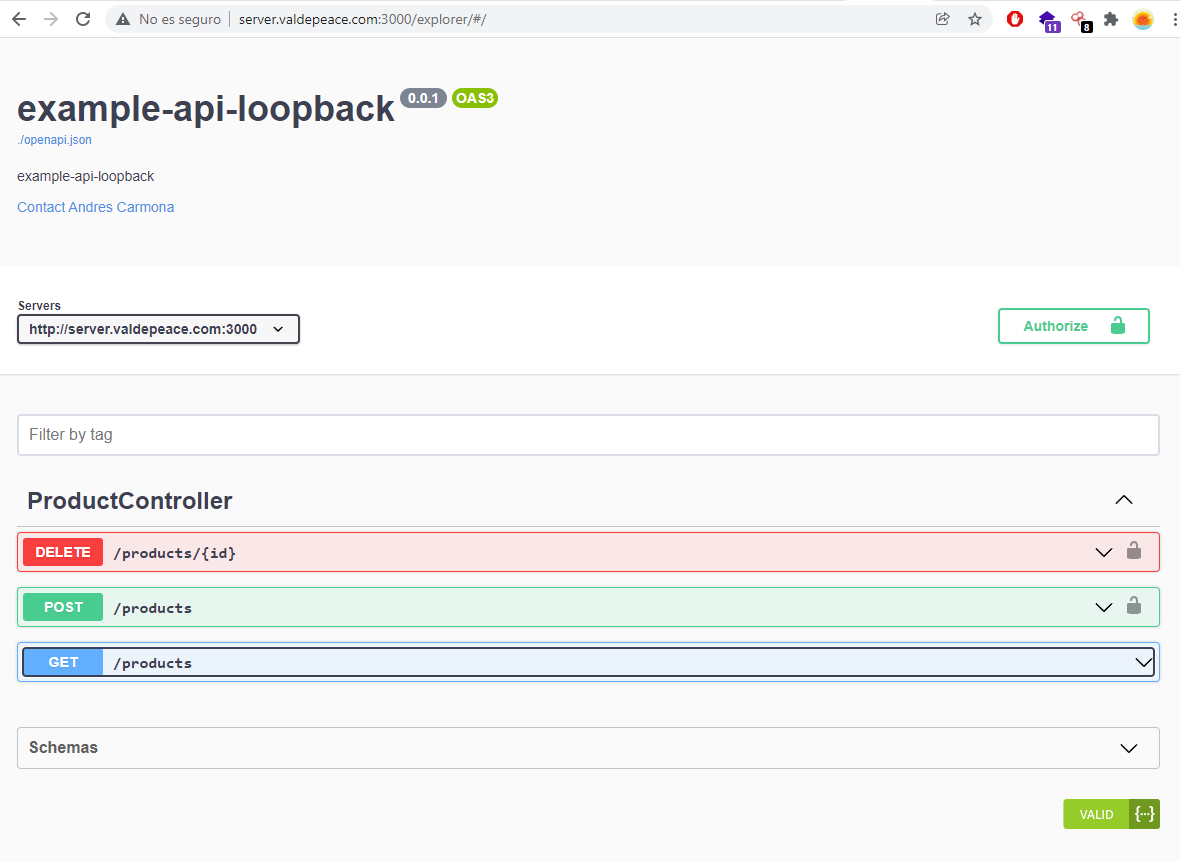 No es seguro server.valdepeace.com:3000/explorer/#/
11
8
example-api-loopback 0.0.1 OAS3
./openapi.json
example-api-loopback
Contact Andres Carmona
Servers
http://server.valdepeace.com:3000
Authorize
Filter by tag
ProductController
DELETE /products/{id}
POST /products
GET /products
Schemas
VALID {···}